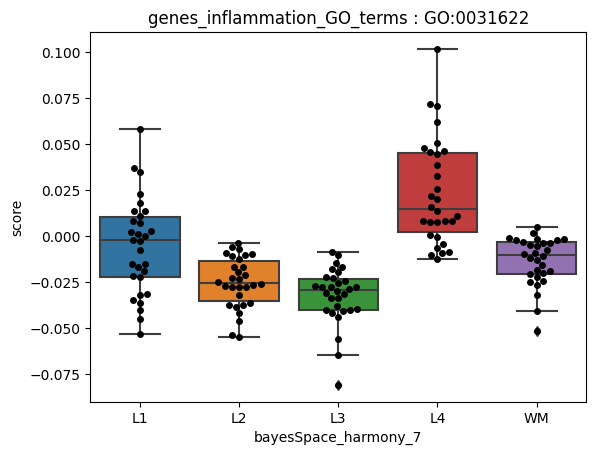 genes_inflammation_GO_terms : GO:0031622
0.100
0.075
0.050
0.025
0.000
−0.025
−0.050
−0.075
score
L1 L2 L3 L4 WM
bayesSpace_harmony_7